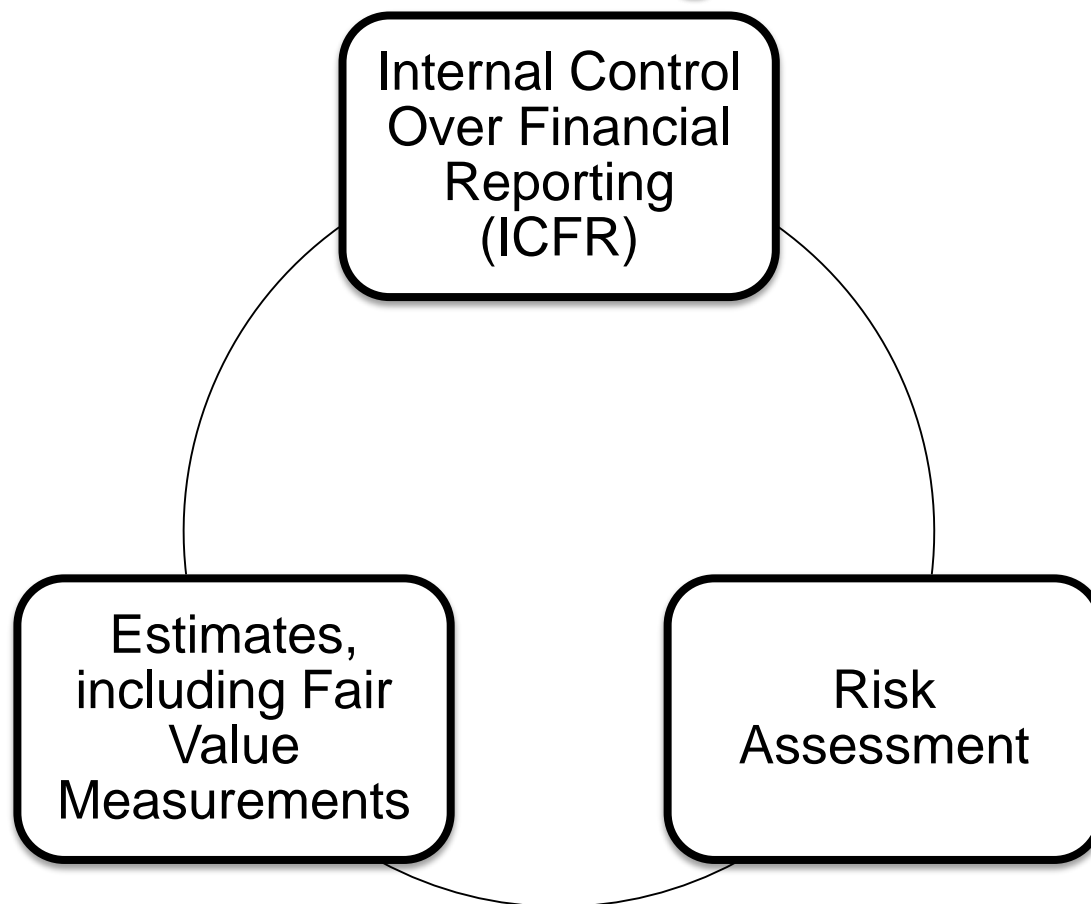 Internal Control
Over Financial
Reporting
(ICFR)
Estimates,
including Fair
Value
Measurements
Risk
Assessment